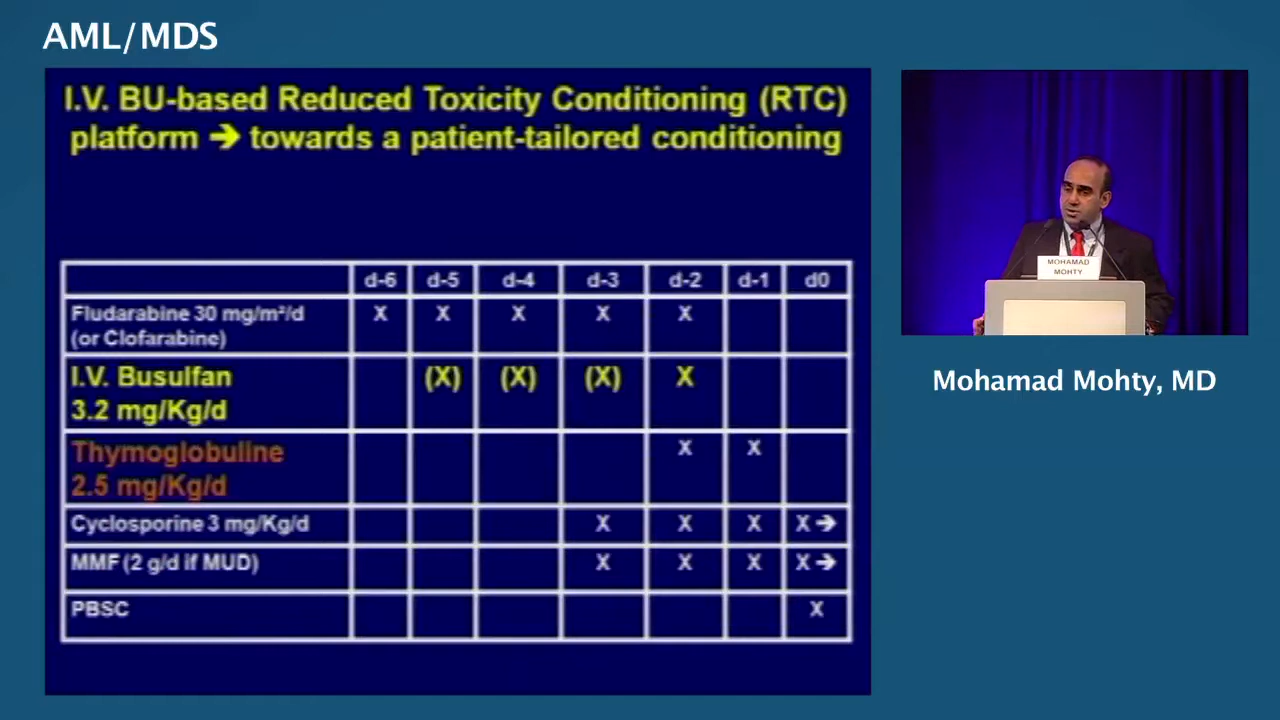 AML/MDS
I.V. BU-based Reduced Toxicity Conditioning (RTC)
platform ➔ towards a patient-tailored conditioning
d-6 d-5 d-4 d-3 d-2 d-1 d0
Fludarabine 30 mg/m²/d X X X X X
(or Clofarabine)
I.V. Busulfan (X) (X) (X) X
3.2 mg/Kg/d
Thymoglobuline X X
2.5 mg/Kg/d
Cyclosporine 3 mg/Kg/d X X X X ➔
MMF (2 g/d if MUD) X X X X ➔
PBSC X
MOHAMAD
MOHTY
Mohamad Mohty, MD